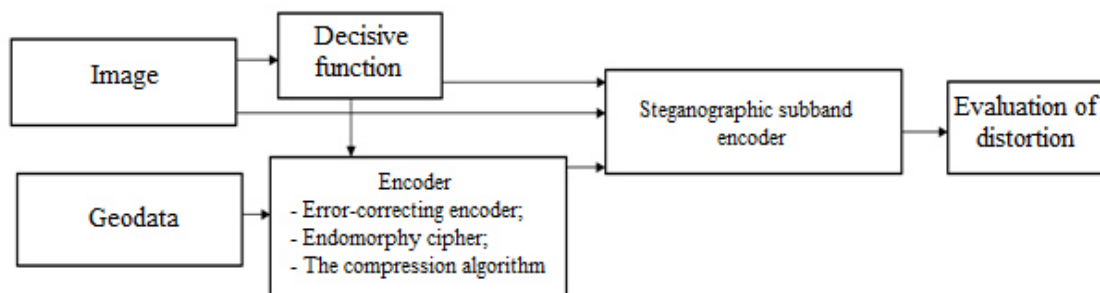 Image
Decisive
function
Steganographic subband
encoder
Evaluation of
distortion
Geodata
Encoder
- Error-correcting encoder;
- Endomorphy cipher;
- The compression algorithm